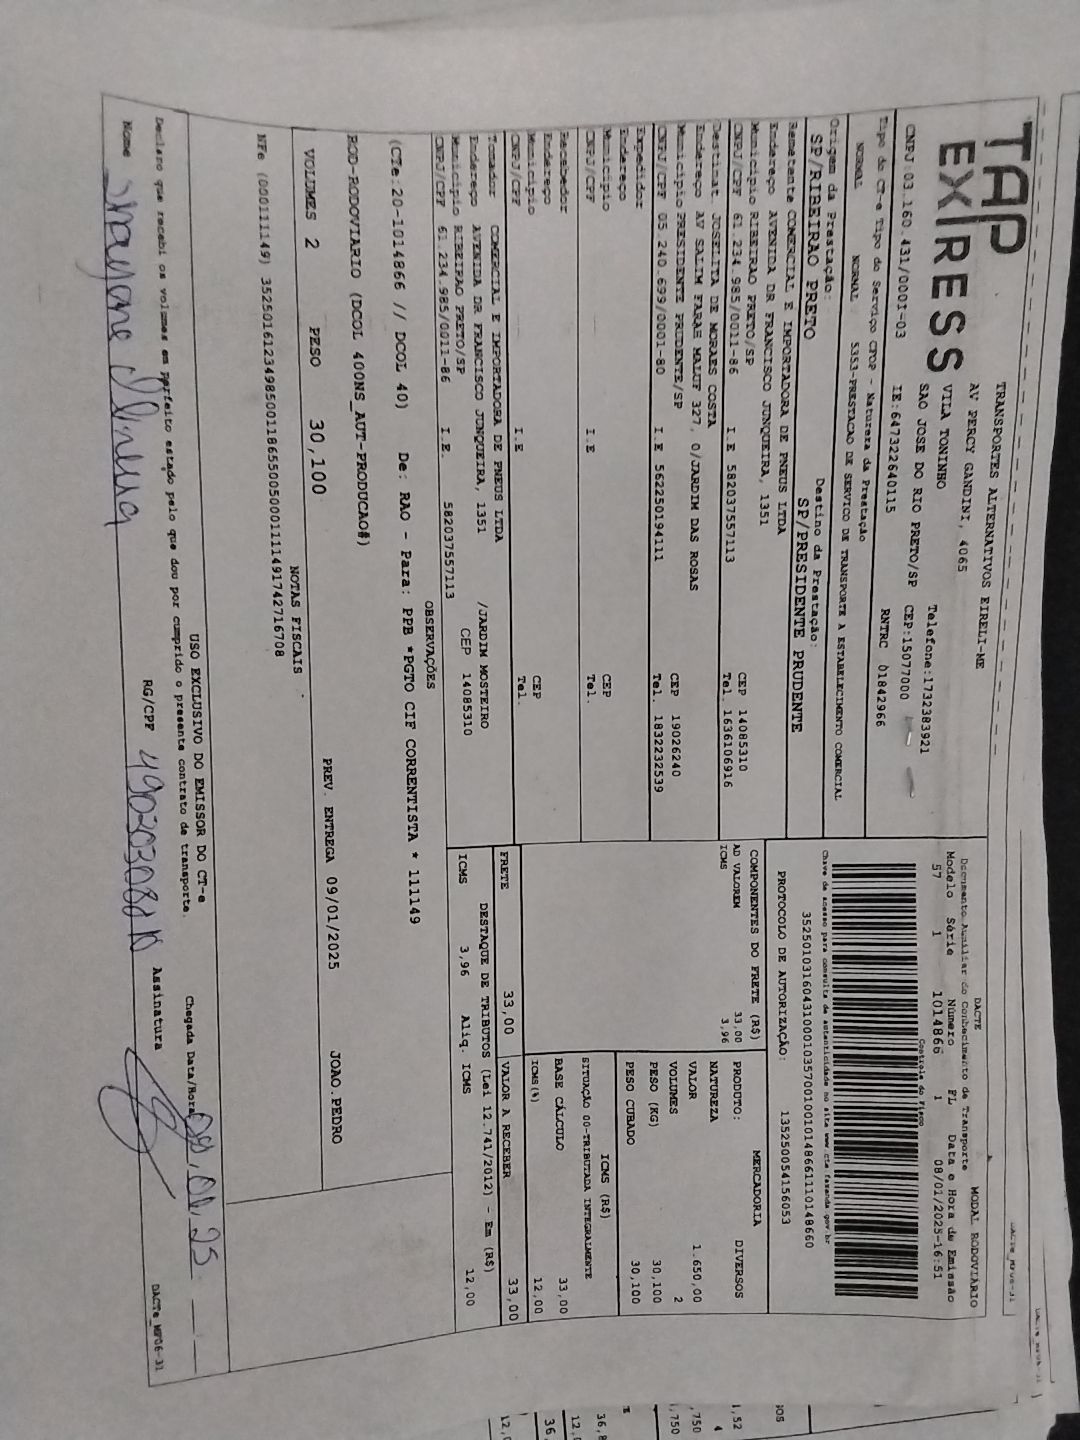 TAP
EXPRESS
TRANSPORTES ALTERNATIVOS EIRELI-ME
AV PERCY GANDINI, 4065
VILA TONINHO
SAO JOSE DO RIO PRETO/SP CEP:15077000
Telefone:1732383921
CNPJ:03.160.431/0001-03 IE:647322640115 RNTRC 01842966
DACTE MODAL RODOVIÁRIO
Documento Auxiliar do Conhecimento de Transporte
Modelo Série Número FL Data e Hora de Emissão
57 1 1014866 1 08/01/2025-16:51
Controle do Fisco
Chave de acesso para consulta de autenticidade no site www.cte.fazenda.gov.br
35250103160431000103570010010148661110148660
PROTOCOLO DE AUTORIZAÇÃO: 135250054156053
Tipo do CT-e Tipo do Serviço CFOP - Natureza da Prestação
NORMAL NORMAL 5353-PRESTACAO DE SERVICO DE TRANSPORTE A ESTABELECIMENTO COMERCIAL
Origem da Prestação: Destino da Prestação:
SP/RIBEIRAO PRETO SP/PRESIDENTE PRUDENTE
Remetente COMERCIAL E IMPORTADORA DE PNEUS LTDA
Endereço AVENIDA DR FRANCISCO JUNQUEIRA, 1351
Município RIBEIRAO PRETO/SP CEP 14085310
CNPJ/CPF 61.234.985/0011-86 I.E 582037557113 Tel. 1636106916
Destinat. JOSELITA DE MORAES COSTA
Endereço AV SALIM FARAH MALUF 327, 0/JARDIM DAS ROSAS
Município PRESIDENTE PRUDENTE/SP CEP 19026240
CNPJ/CPF 05.240.699/0001-80 I.E 562250194111 Tel. 1832232539
Expedidor
Endereço
Município CEP
CNPJ/CPF I.E Tel.
Recebedor
Endereço
Município CEP
CNPJ/CPF I.E Tel.
Tomador COMERCIAL E IMPORTADORA DE PNEUS LTDA
Endereço AVENIDA DR FRANCISCO JUNQUEIRA, 1351 /JARDIM MOSTEIRO
Município RIBEIRAO PRETO/SP CEP 14085310
CNPJ/CPF 61.234.985/0011-86 I.E. 582037557113
COMPONENTES DO FRETE (R$)
AD VALOREM 33,00
ICMS 3,96
MERCADORIA
PRODUTO: DIVERSOS
NATUREZA
VALOR 1.650,00
VOLUMES 2
PESO (KG) 30,100
PESO CUBADO 30,100
ICMS (R$)
SITUAÇÃO 00-TRIBUTADA INTEGRALMENTE
BASE CÁLCULO 33,00
ICMS(%) 12,00
FRETE 33,00 VALOR A RECEBER 33,00
DESTAQUE DE TRIBUTOS (Lei 12.741/2012) - Em (R$)
ICMS 3,96 Aliq. ICMS 12,00
OBSERVAÇÕES
(CTe:20-1014866 // DCOL 40) De: RAO - Para: PPB *PGTO CIF CORRENTISTA * 111149
ROD-RODOVIARIO (DCOL 400NS_AUT-PRODUCAO#)
VOLUMES 2 PESO 30,100 PREV. ENTREGA 09/01/2025 JOAO.PEDRO
NOTAS FISCAIS
NFe (000111149) 35250161234985001186550050001111491742716708
USO EXCLUSIVO DO EMISSOR DO CT-e
Declaro que recebi os volumes em perfeito estado pelo que dou por cumprido o presente contrato de transporte. Chegada Data/Hora
Nome RG/CPF Assinatura
DACTe_MP06-31